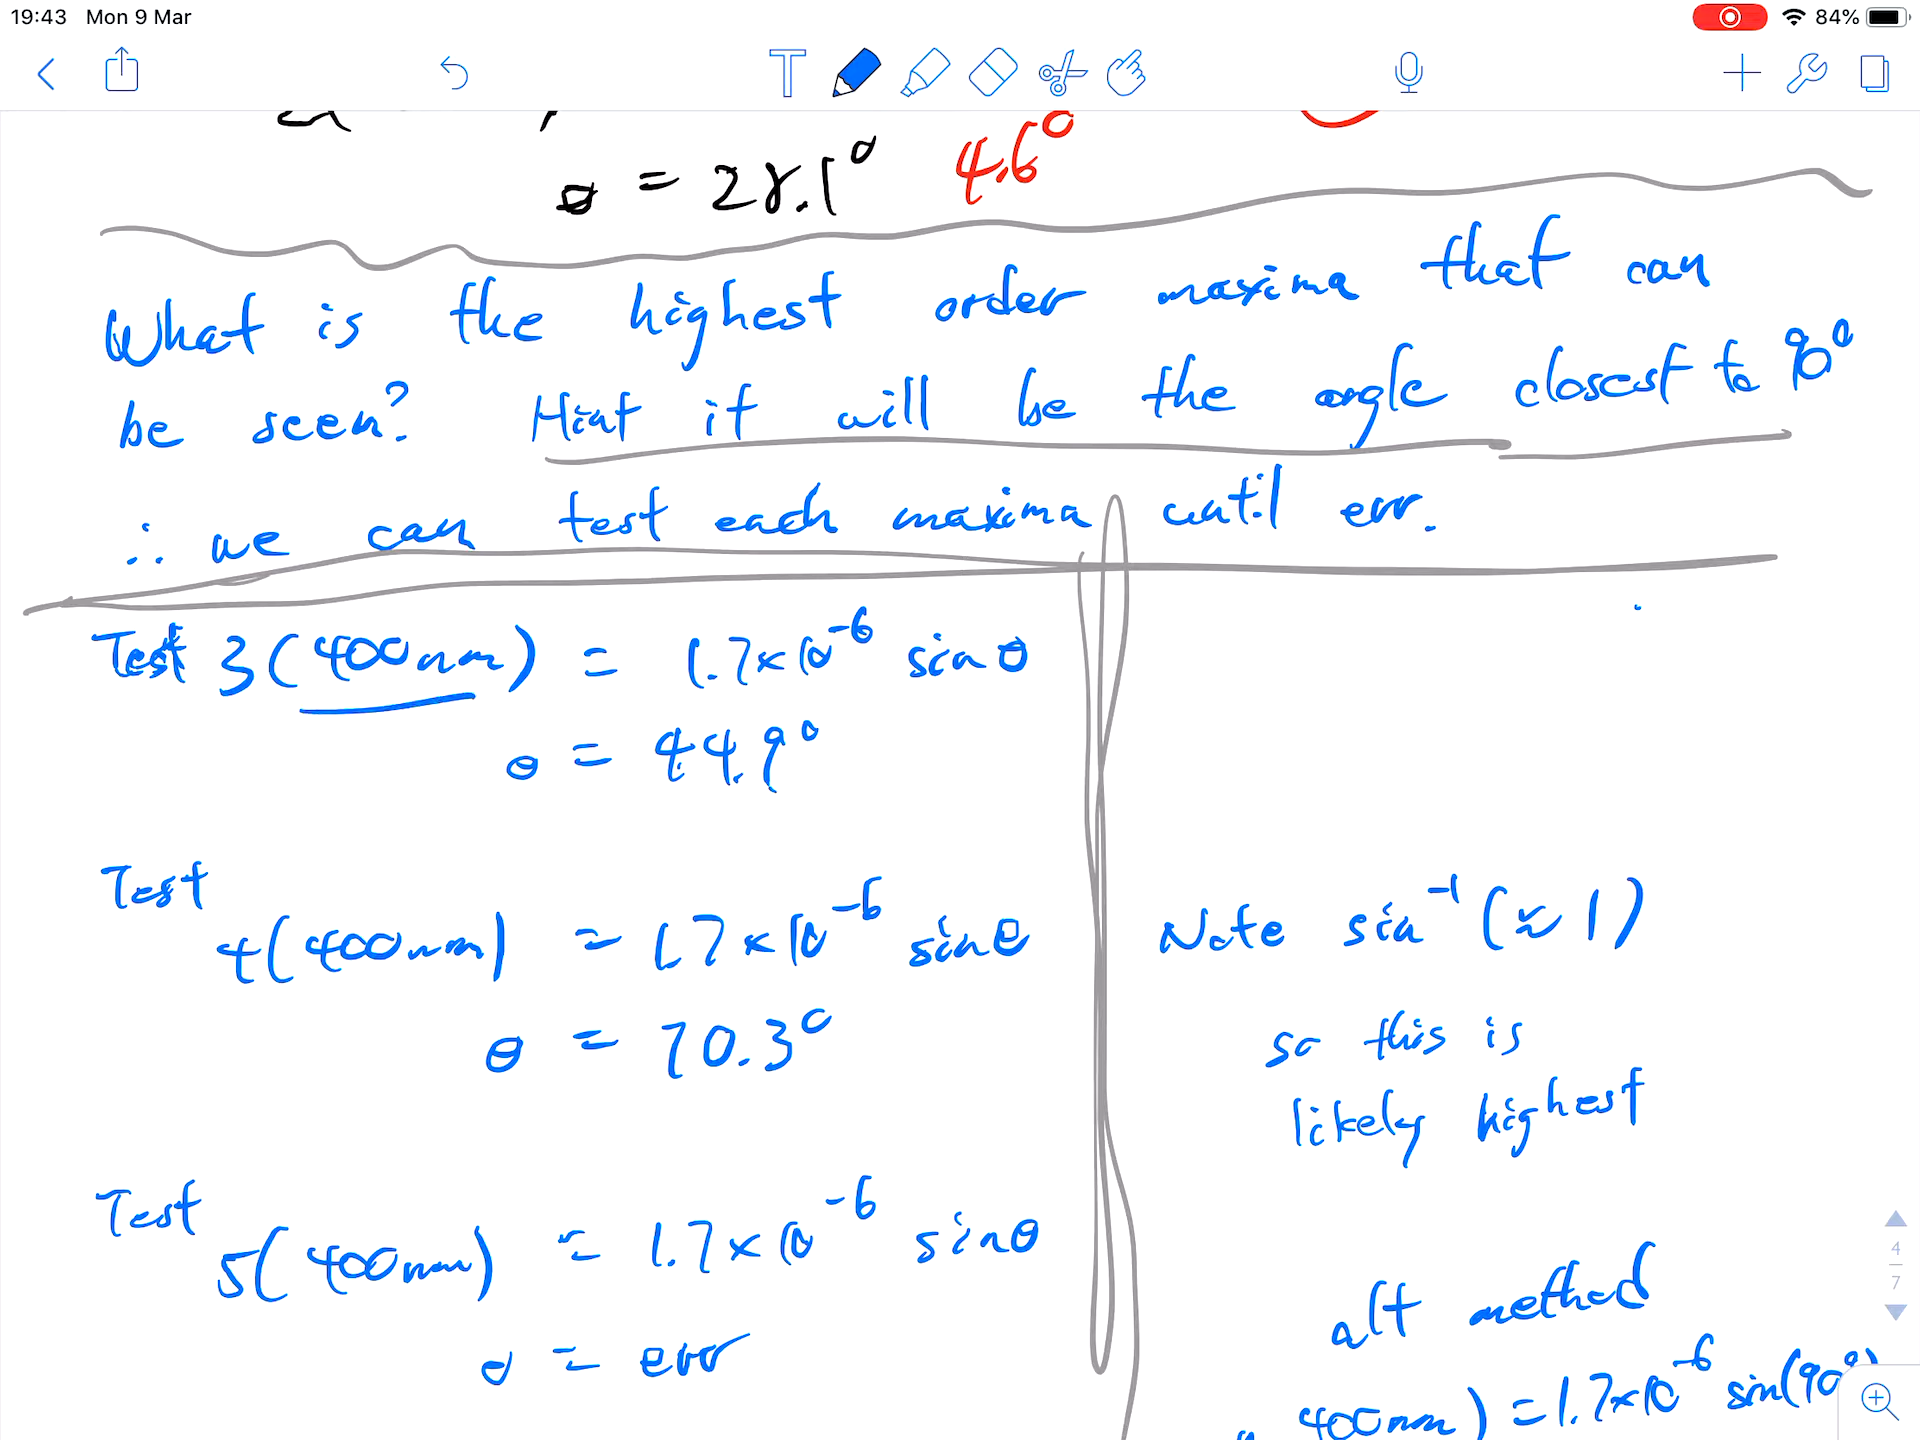 19:43 Mon 9 Mar
84%
T
θ = 28.1° 4.6°
What is the highest order maxima that can
be seen? Hint it will be the angle closest to 90°
∴ we can test each maxima until err.
Test 3(400nm) = 1.7×10⁻⁶ sinθ
θ = 44.9°
Test
4(400nm) = 1.7×10⁻⁶ sinθ
θ = 70.3°
Note sin⁻¹(≈1)
so this is
likely highest
Test
5(400nm) = 1.7×10⁻⁶ sinθ
θ = err
alt method
400nm) = 1.7×10⁻⁶ sin(90°)
4
7